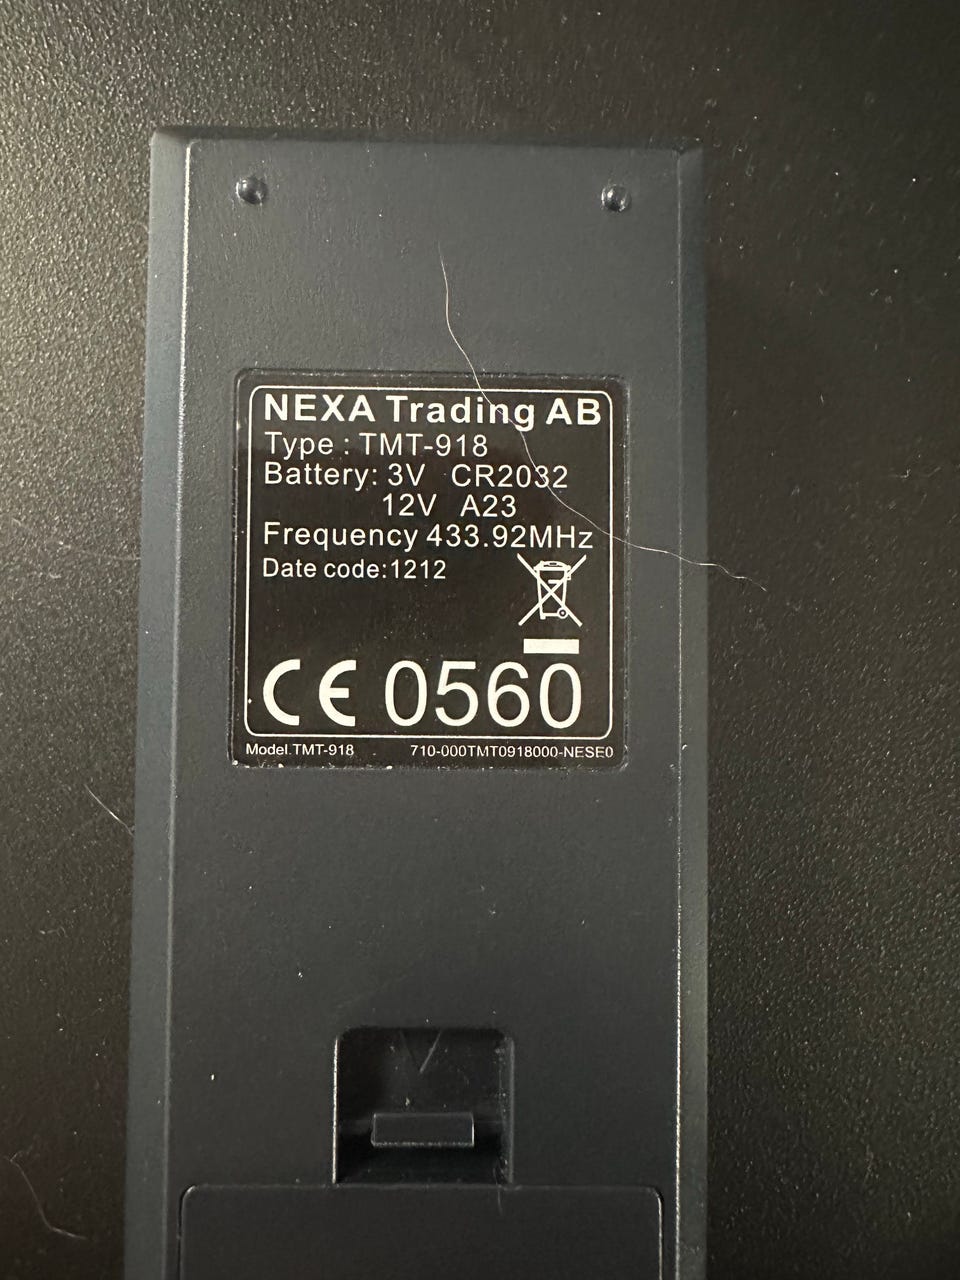 NEXA Trading AB
Type : TMT-918
Battery: 3V CR2032
12V A23
Frequency 433.92MHz
Date code:1212
CE 0560
Model.TMT-918 710-000TMT0918000-NESE0